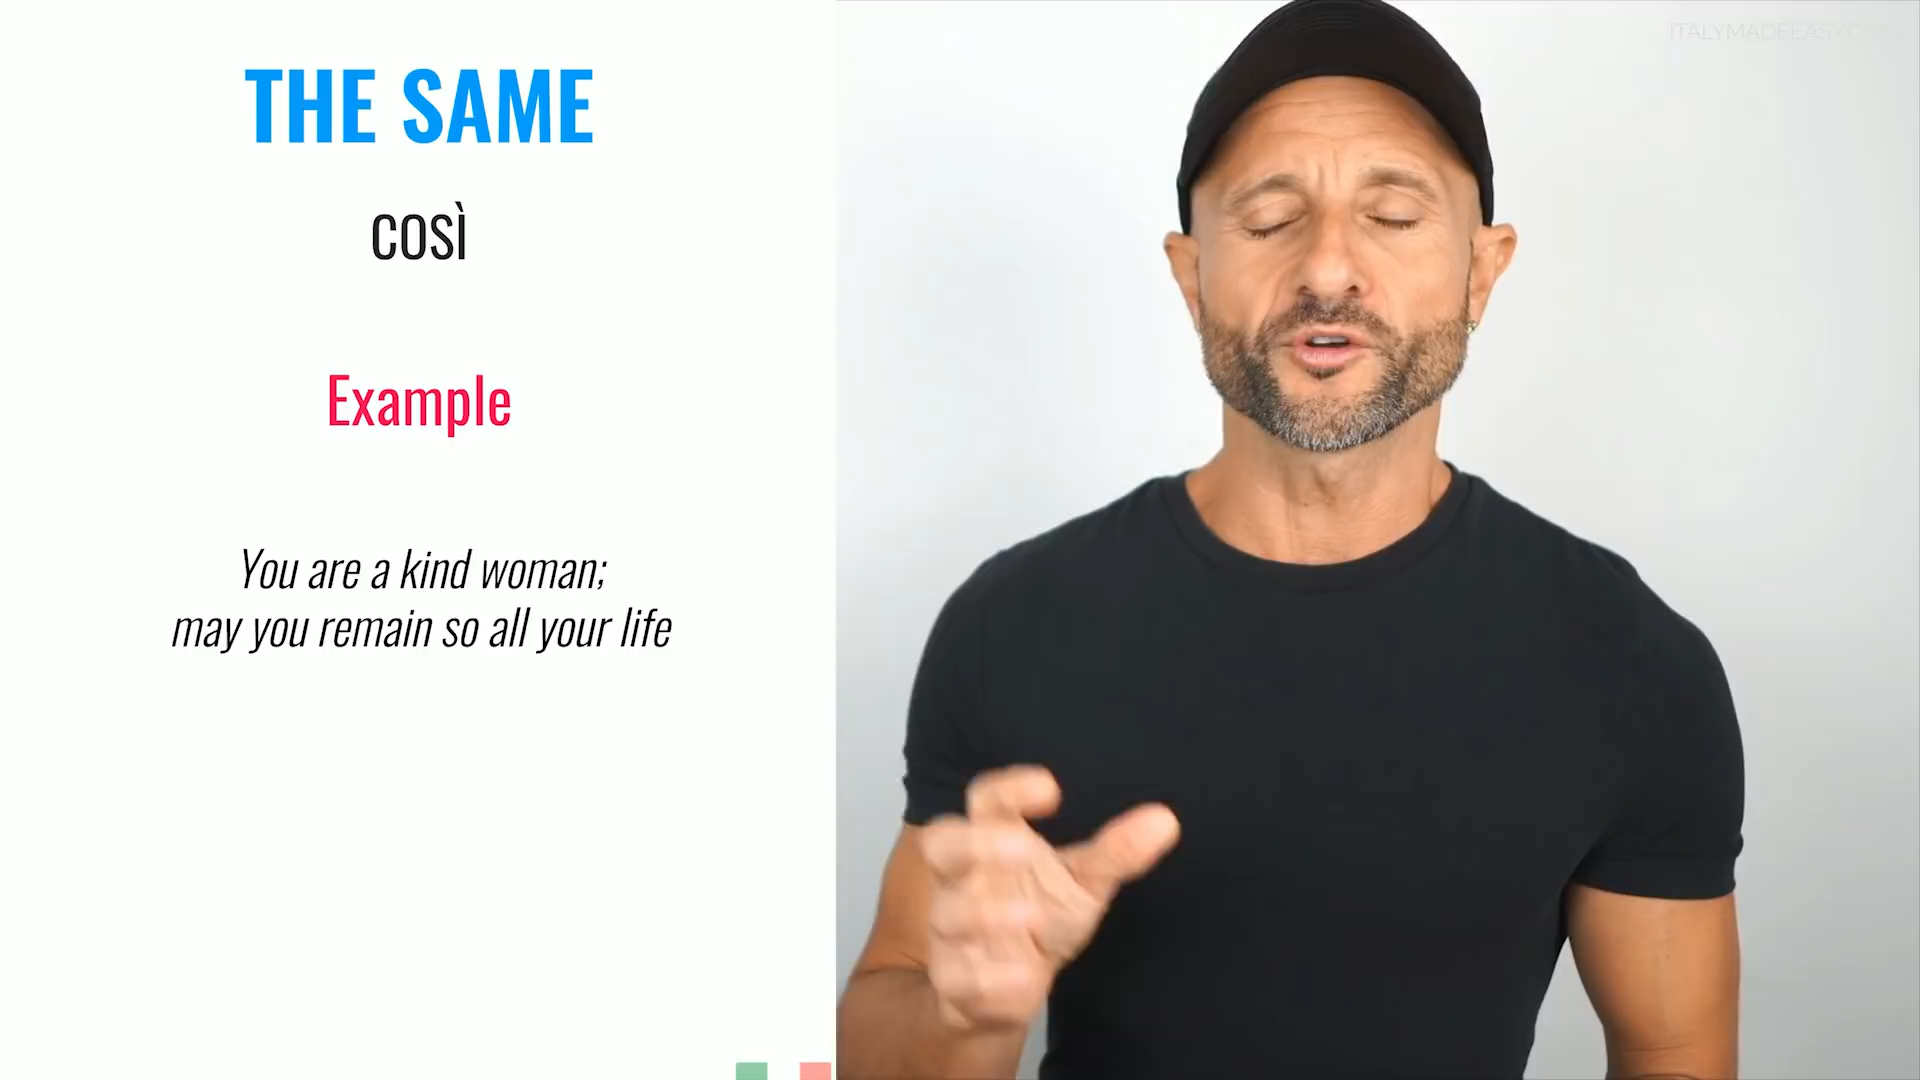 THE SAME
così
Example
You are a kind woman;
may you remain so all your life